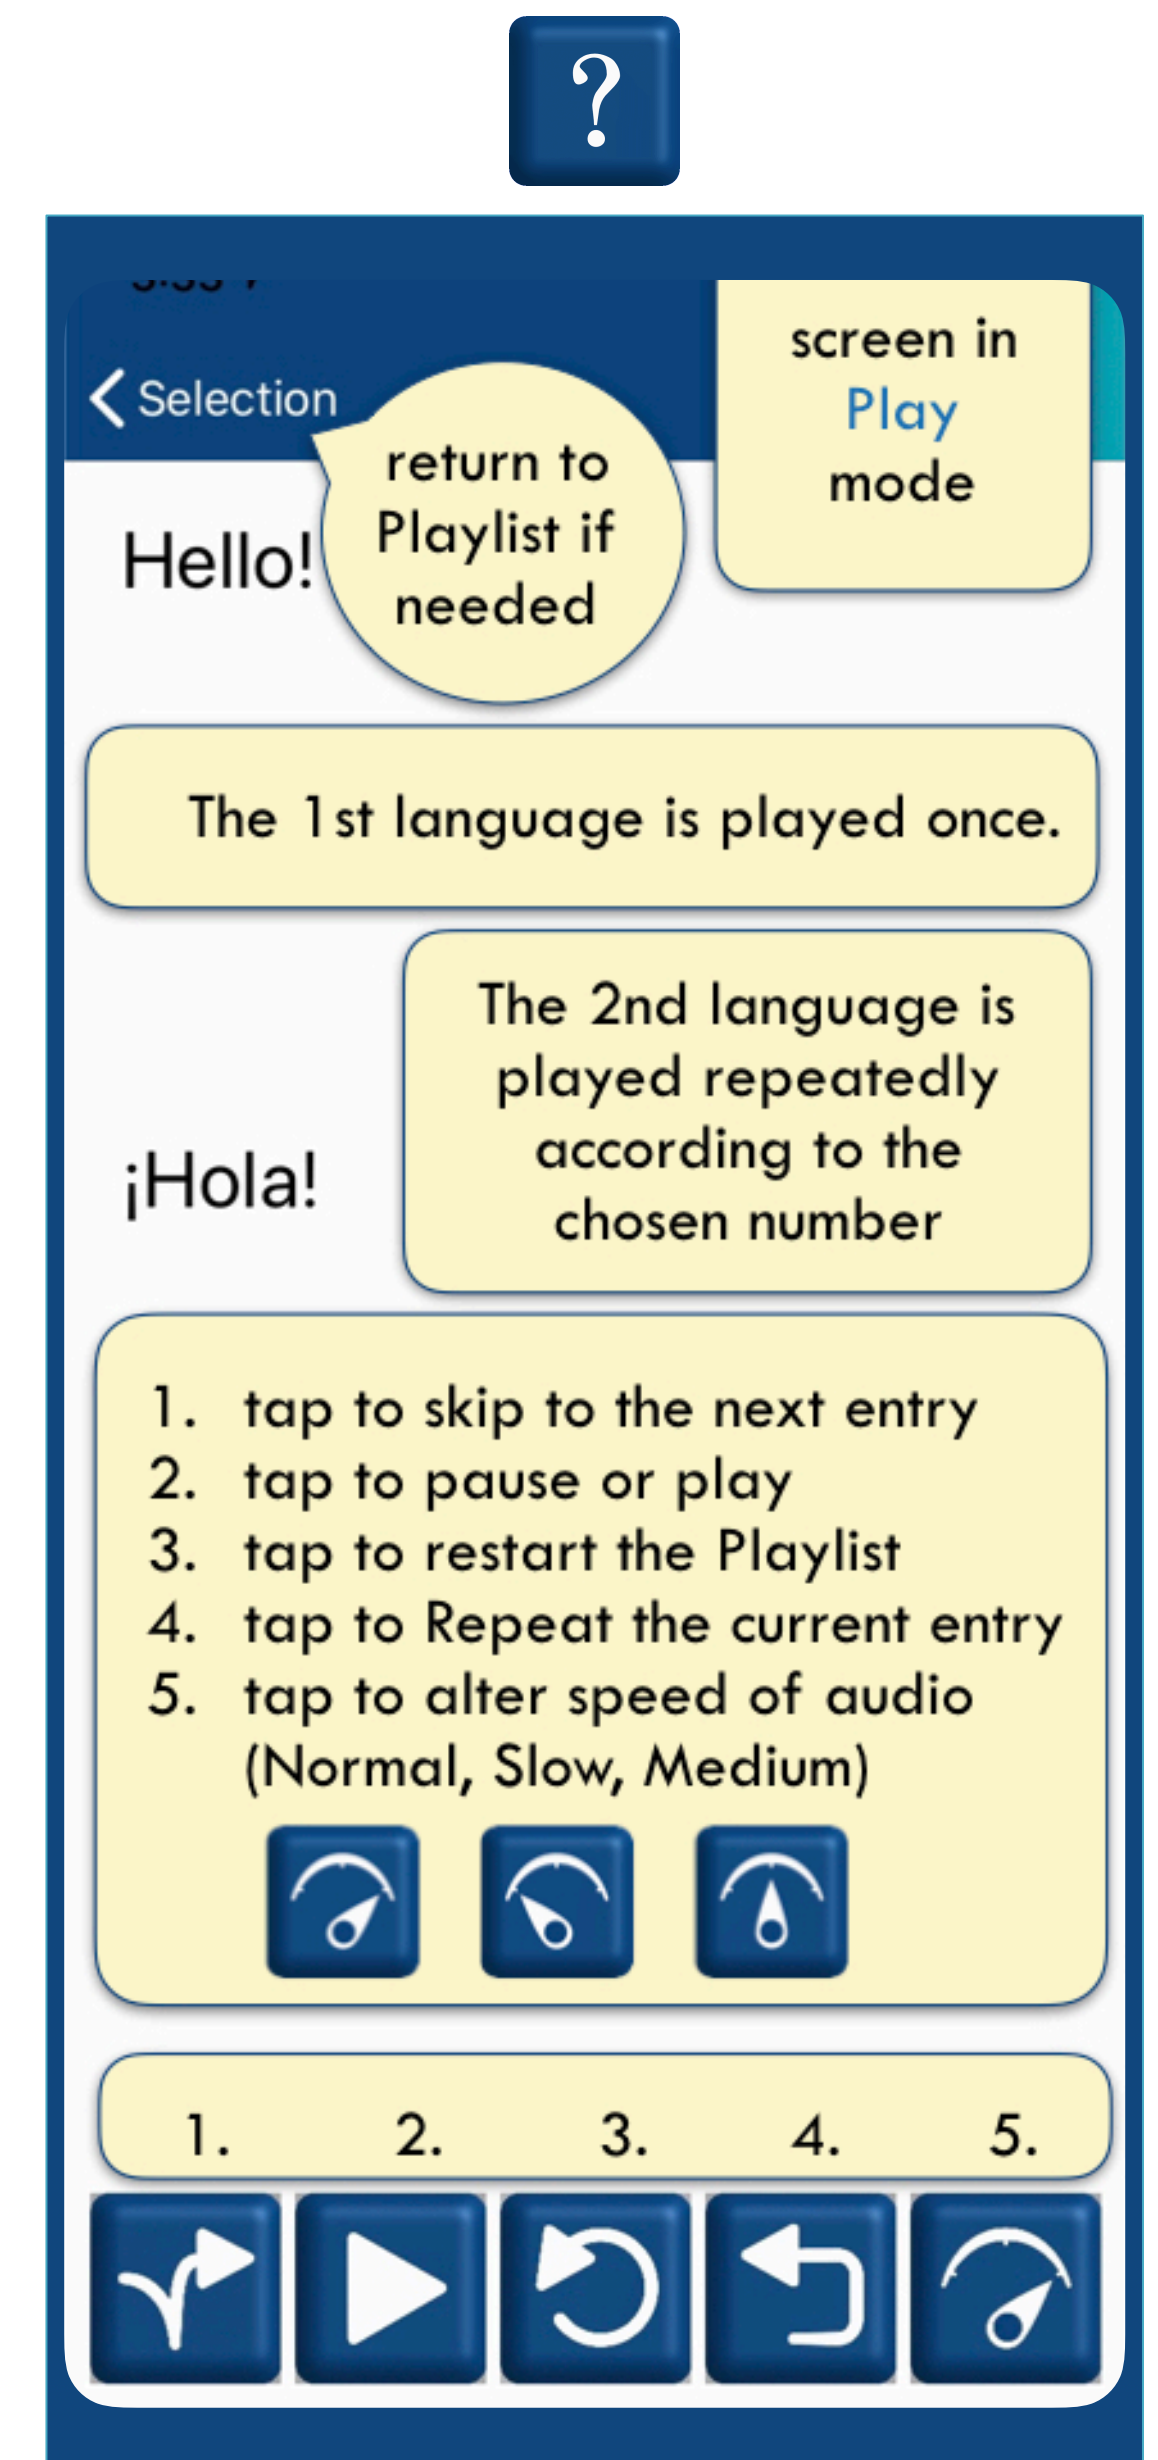 ?
screen in
Play
mode
Selection
return to
Playlist if
needed
Hello!
The 1st language is played once.
The 2nd language is
played repeatedly
according to the
chosen number
¡Hola!
1. tap to skip to the next entry
2. tap to pause or play
3. tap to restart the Playlist
4. tap to Repeat the current entry
5. tap to alter speed of audio
(Normal, Slow, Medium)
1. 2. 3. 4. 5.